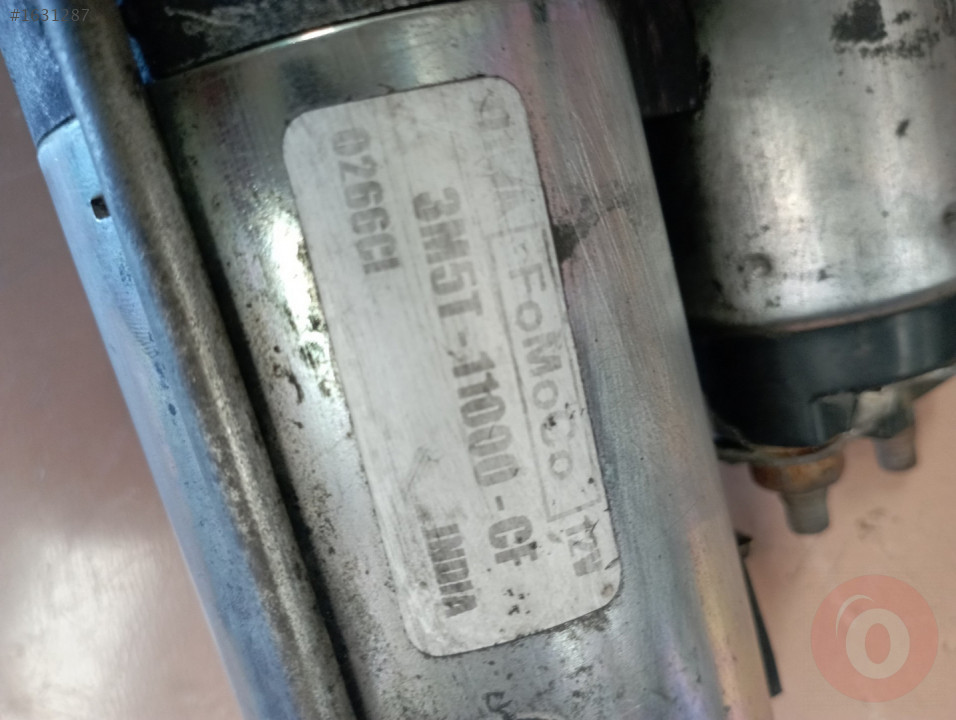 FoMoCo 12V
3M5T-11000-CF
0266CI INDIA
O